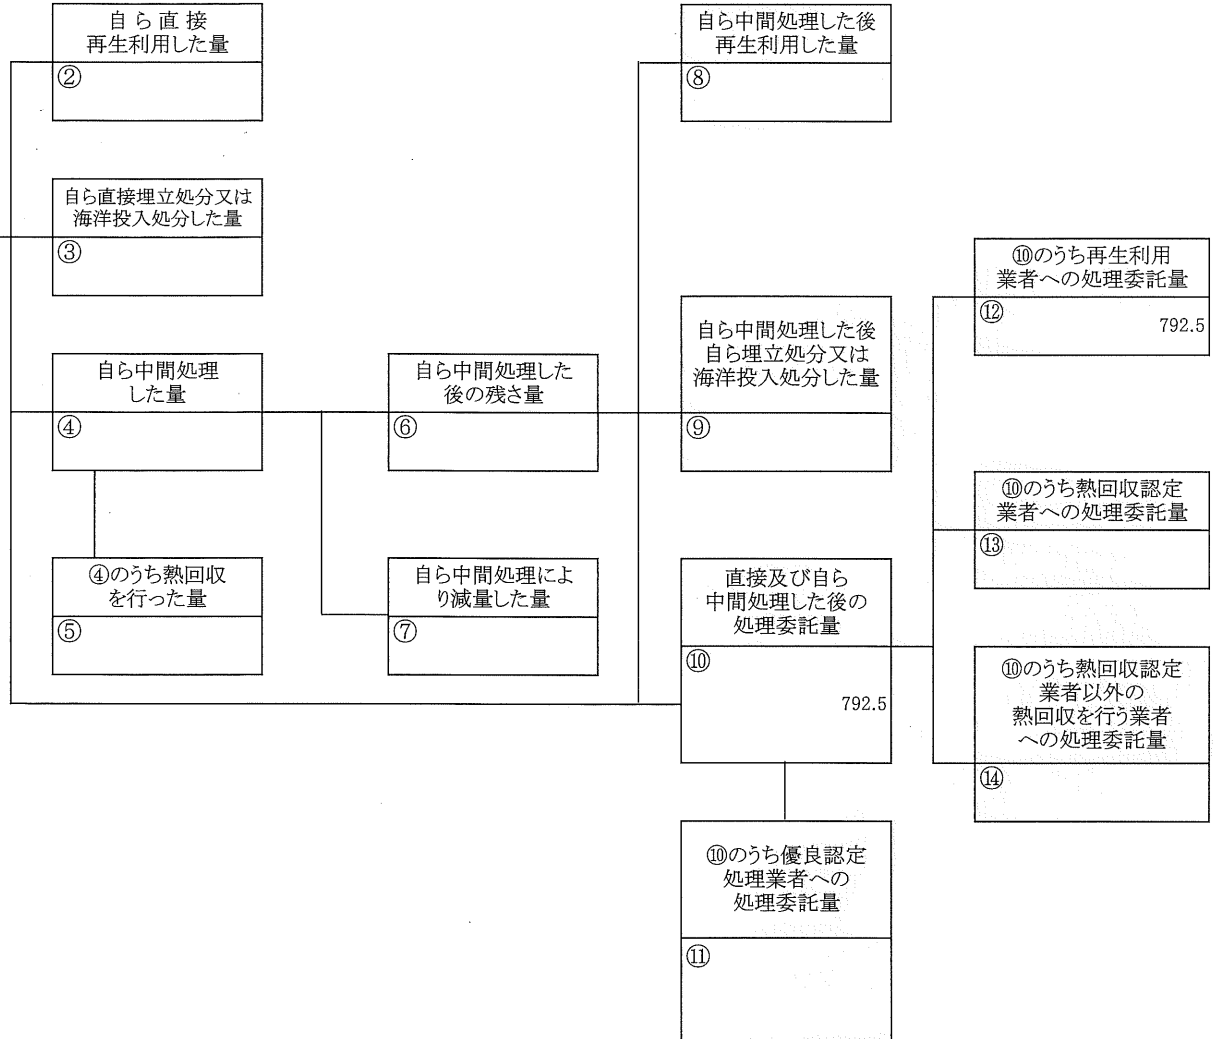 自 ら 直 接
再生利用した量
②
自ら直接埋立処分又は
海洋投入処分した量
③
自ら中間処理
した量
④
④のうち熱回収
を行った量
⑤
自ら中間処理した
後の残さ量
⑥
自ら中間処理によ
り減量した量
⑦
自ら中間処理した後
再生利用した量
⑧
自ら中間処理した後
自ら埋立処分又は
海洋投入処分した量
⑨
直接及び自ら
中間処理した後の
処理委託量
⑩
792.5
⑩のうち優良認定
処理業者への
処理委託量
⑪
⑩のうち再生利用
業者への処理委託量
⑫
792.5
⑩のうち熱回収認定
業者への処理委託量
⑬
⑩のうち熱回収認定
業者以外の
熱回収を行う業者
への処理委託量
⑭